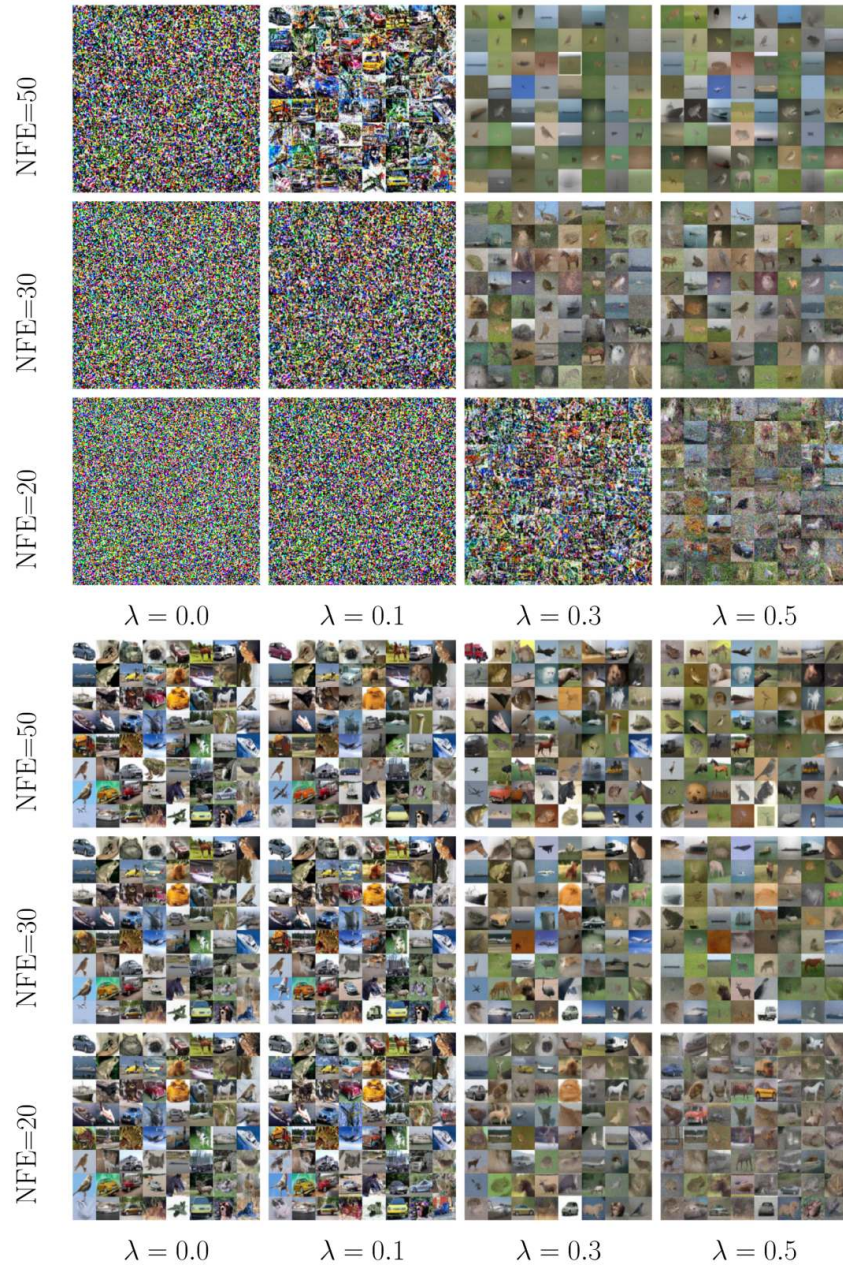 NFE=50
NFE=30
NFE=20
λ = 0.0 λ = 0.1 λ = 0.3 λ = 0.5
NFE=50
NFE=30
NFE=20
λ = 0.0 λ = 0.1 λ = 0.3 λ = 0.5